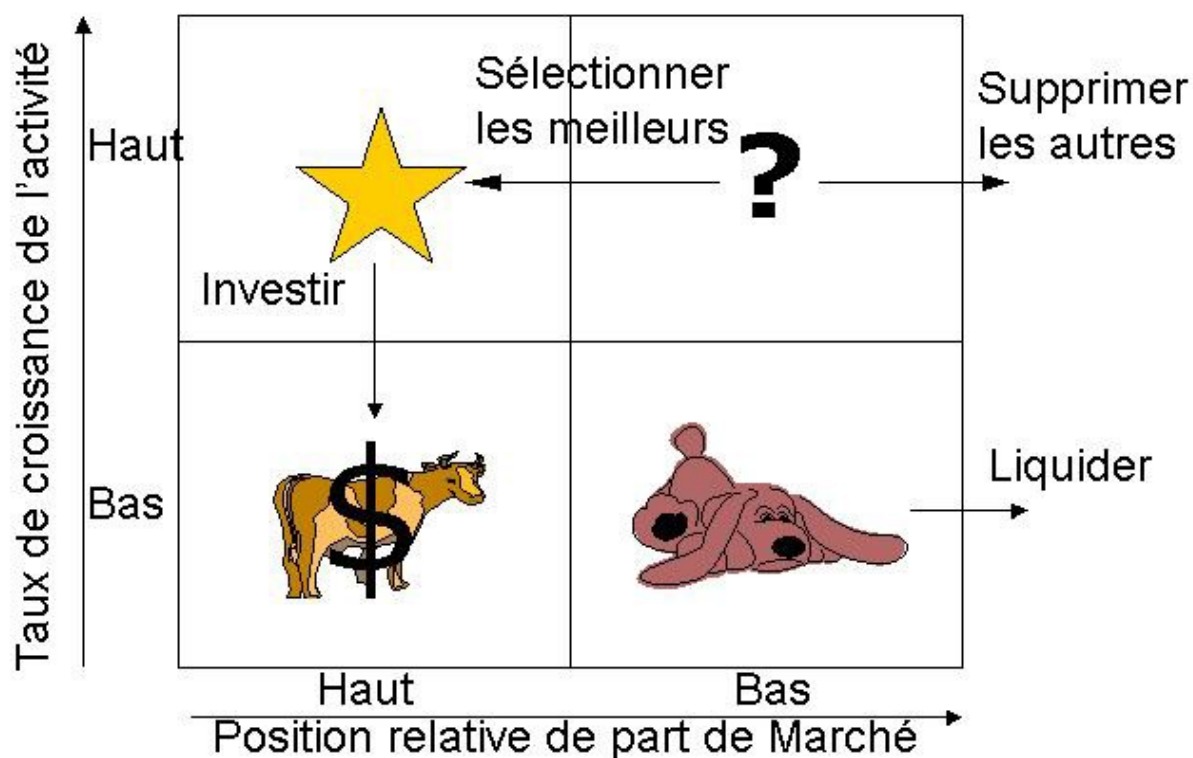 Taux de croissance de l'activité
Haut
Sélectionner
les meilleurs
?
Supprimer
les autres
Investir
Bas
$
Liquider
Haut
Bas
Position relative de part de Marché